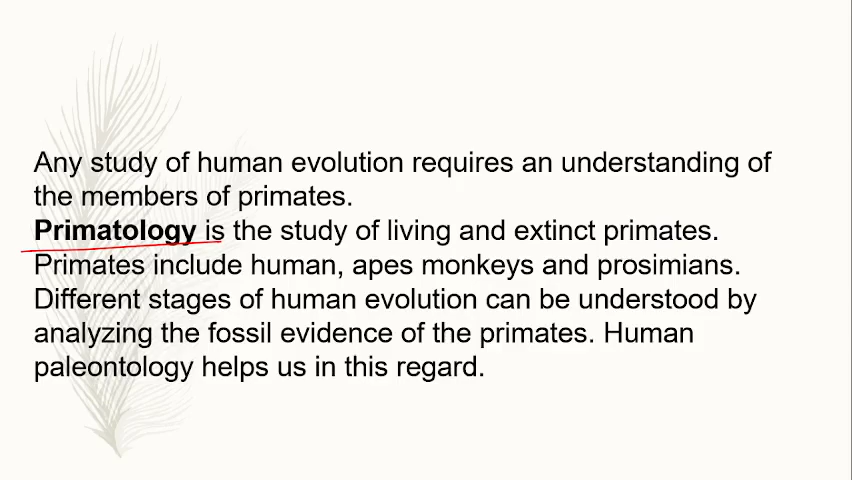 Any study of human evolution requires an understanding of
the members of primates.
Primatology is the study of living and extinct primates.
Primates include human, apes monkeys and prosimians.
Different stages of human evolution can be understood by
analyzing the fossil evidence of the primates. Human
paleontology helps us in this regard.